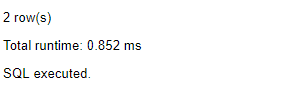 2 row(s)
Total runtime: 0.852 ms
SQL executed.